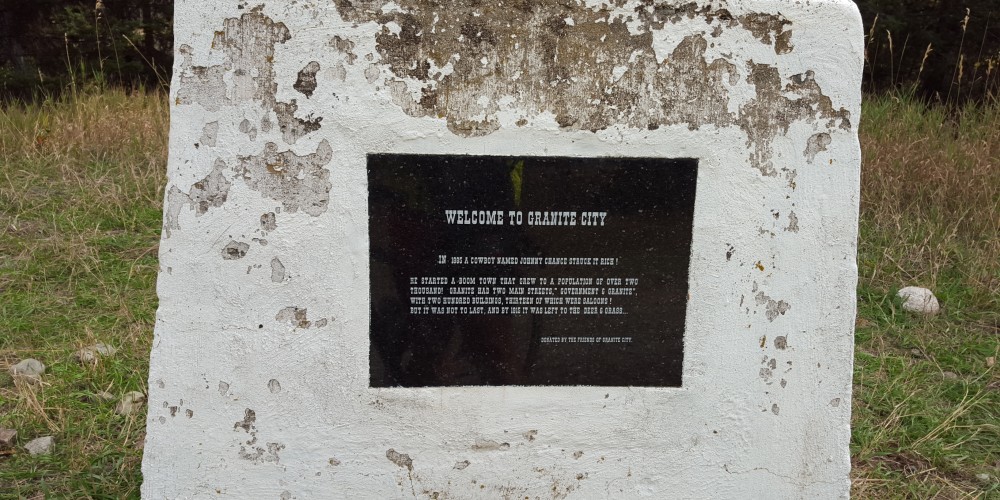 WELCOME TO GRANITE CITY
IN 1885 A COWBOY NAMED JOHNNY CHANCE STRUCK IT RICH !
HE STARTED A BOOM TOWN THAT GREW TO A POPULATION OF OVER TWO
THOUSAND! GRANITE HAD TWO MAIN STREETS," GOVERNMENT & GRANITE",
WITH TWO HUNDRED BUILDINGS, THIRTEEN OF WHICH WERE SALOONS !
BUT IT WAS NOT TO LAST, AND BY 1915 IT WAS LEFT TO THE DEER & GRASS...
DONATED BY THE FRIENDS OF GRANITE CITY.